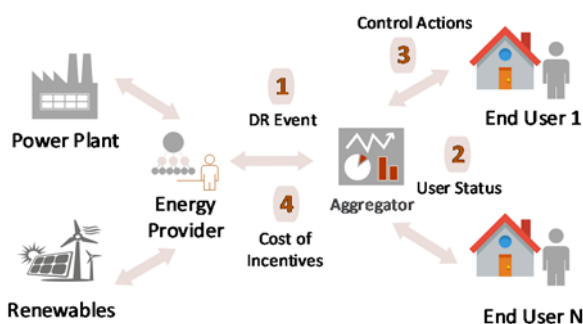 Control Actions
3
1
DR Event
End User 1
Power Plant
2
User Status
Energy
Provider
4
Aggregator
Cost of
Incentives
Renewables
End User N